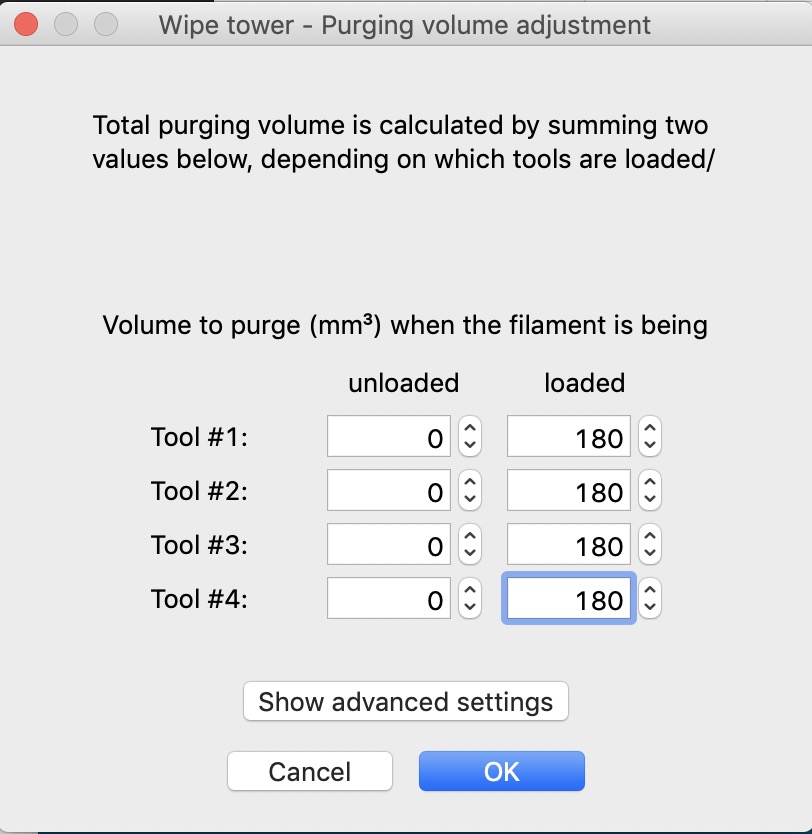 Wipe tower - Purging volume adjustment
Total purging volume is calculated by summing two
values below, depending on which tools are loaded/
Volume to purge (mm³) when the filament is being
unloaded loaded
Tool #1: 0 180
Tool #2: 0 180
Tool #3: 0 180
Tool #4: 0 180
Show advanced settings
Cancel OK